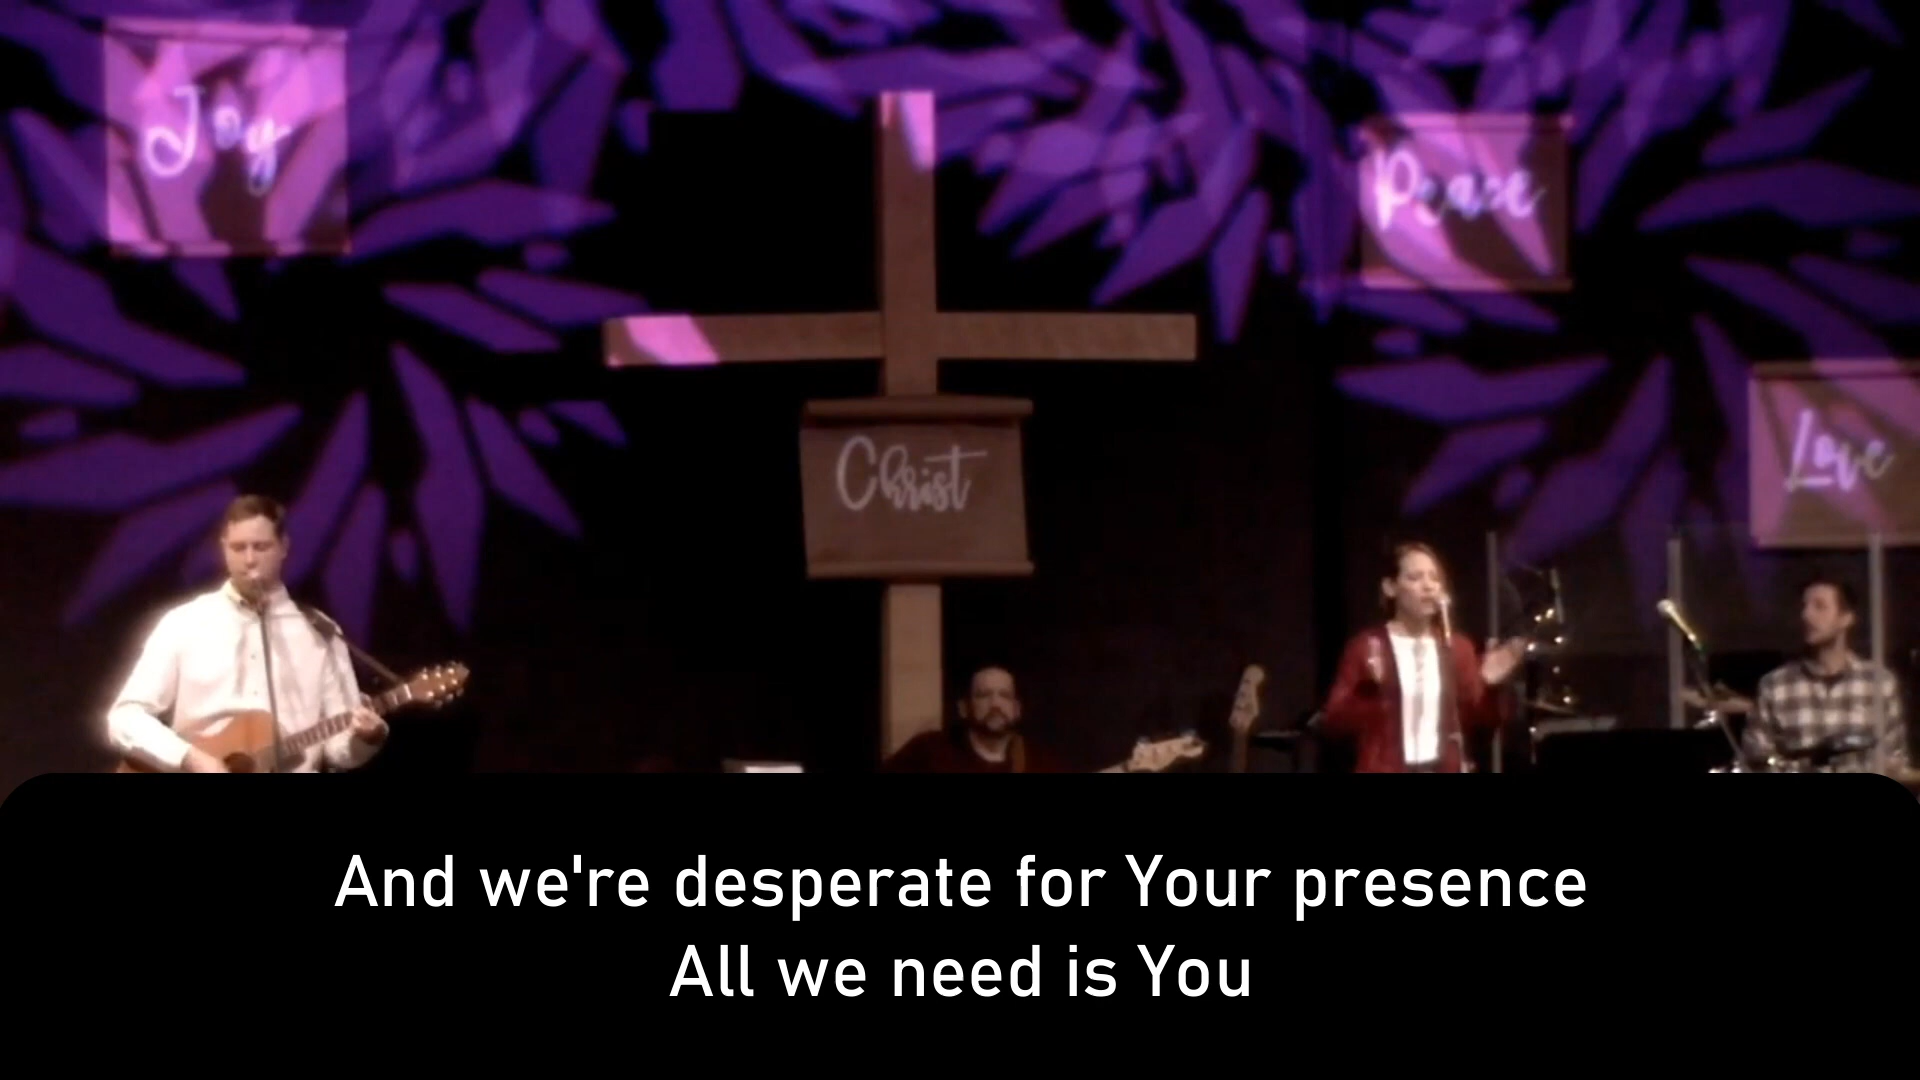 Joy
Peace
Christ
Love
And we're desperate for Your presence
All we need is You